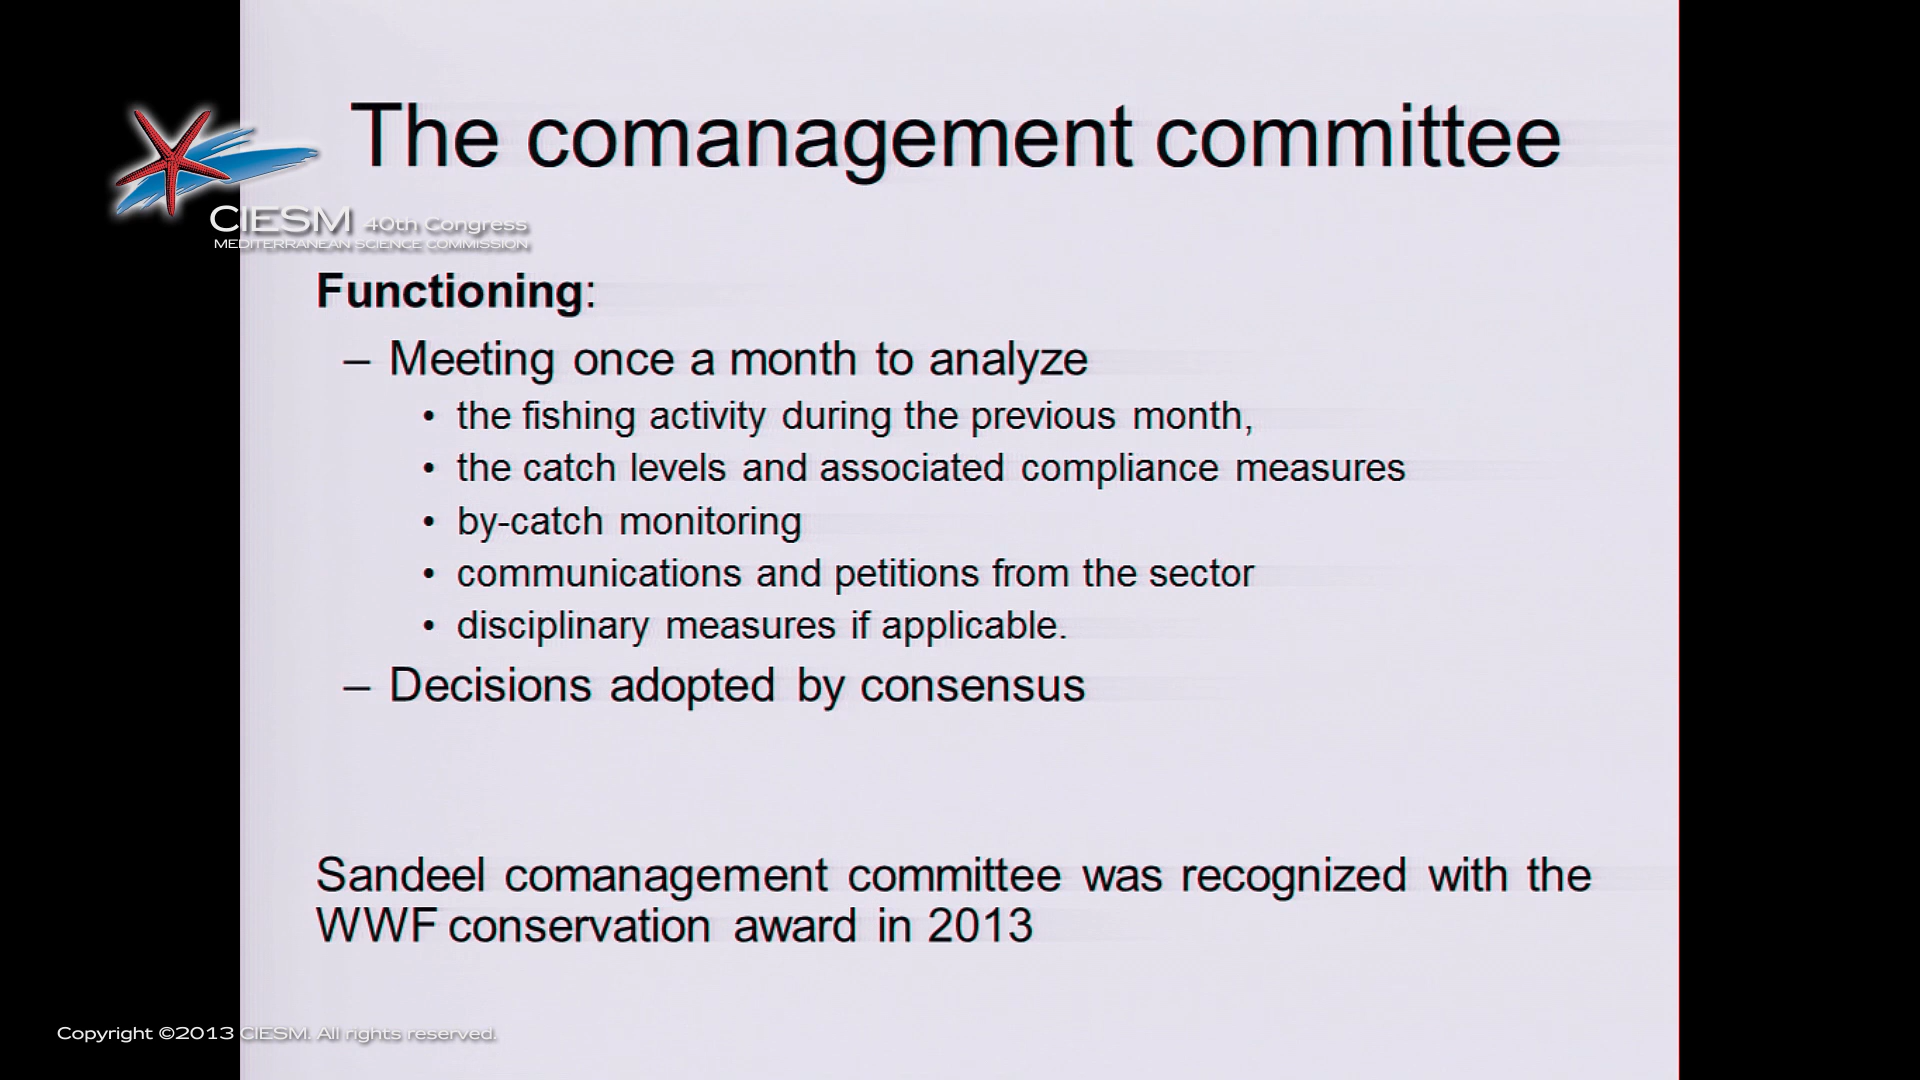 The comanagement committee
CIESM 40th Congress
MEDITERRANEAN SCIENCE COMMISSION
Functioning:
– Meeting once a month to analyze
• the fishing activity during the previous month,
• the catch levels and associated compliance measures
• by-catch monitoring
• communications and petitions from the sector
• disciplinary measures if applicable.
– Decisions adopted by consensus
Sandeel comanagement committee was recognized with the
WWF conservation award in 2013
Copyright ©2013 CIESM. All rights reserved.